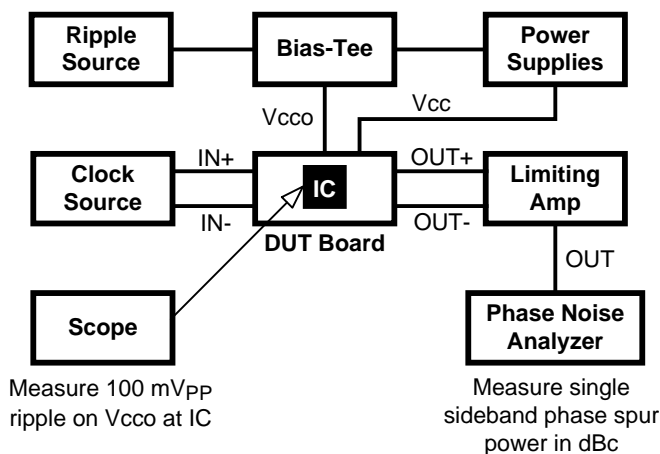 Ripple
Source
Bias-Tee
Power
Supplies
Vcco
Vcc
Clock
Source
IN+
IN-
IC
DUT Board
OUT+
OUT-
Limiting
Amp
OUT
Scope
Phase Noise
Analyzer
Measure 100 mVPP
ripple on Vcco at IC
Measure single
sideband phase spur
power in dBc